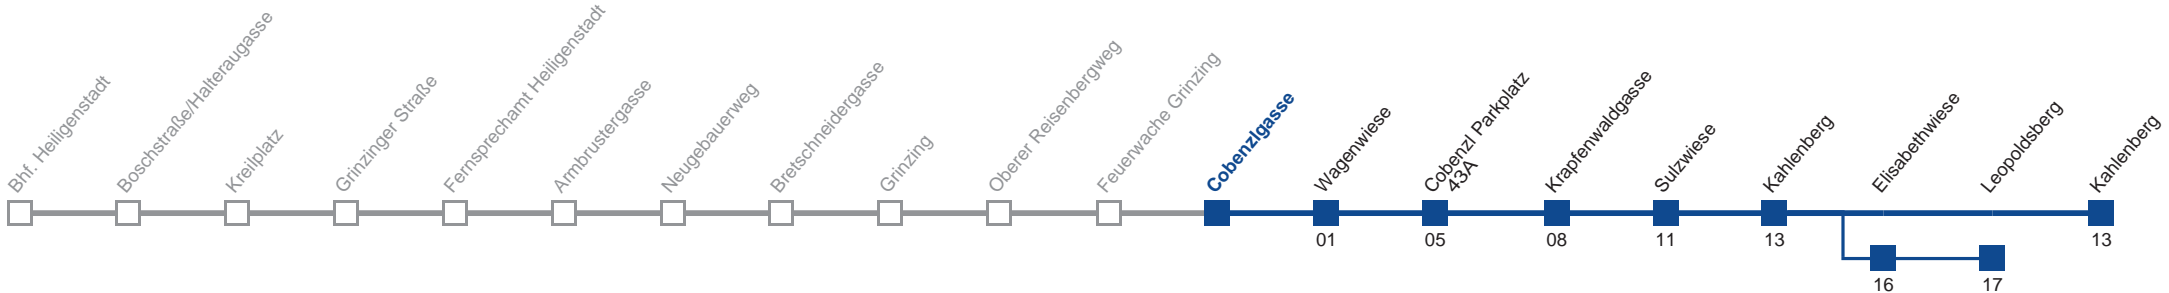 Bhf. Heiligenstadt
Boschstraße/Halteraugasse
Kreilplatz
Grinzinger Straße
Fernsprechamt Heiligenstadt
Armbrustergasse
Neugebauerweg
Bretschneidergasse
Grinzing
Oberer Reisenbergweg
Feuerwache Grinzing
Cobenzlgasse
Wagenwiese
Cobenzl Parkplatz
43A
Krapfenwaldgasse
Sulzwiese
Kahlenberg
Elisabethwiese
Leopoldsberg
Kahlenberg
01
05
08
11
13
13
16
17